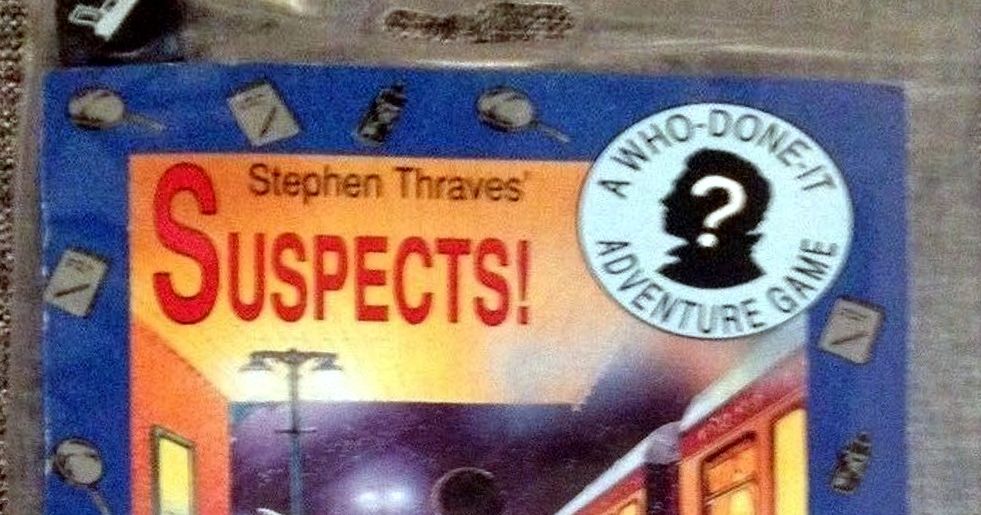 Stephen Thraves'
SUSPECTS!
A WHO-DONE-IT
?
ADVENTURE GAME